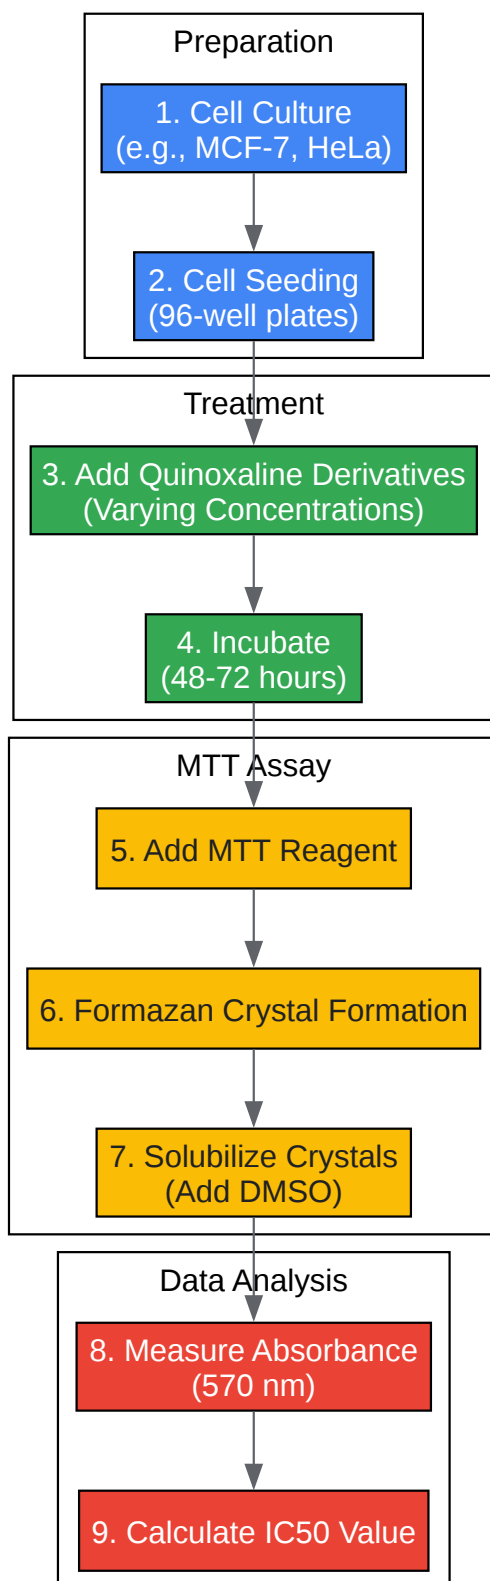 Preparation
1. Cell Culture
(e.g., MCF-7, HeLa)
2. Cell Seeding
(96-well plates)
Treatment
3. Add Quinoxaline Derivatives
(Varying Concentrations)
4. Incubate
(48-72 hours)
MTT Assay
5. Add MTT Reagent
6. Formazan Crystal Formation
7. Solubilize Crystals
(Add DMSO)
Data Analysis
8. Measure Absorbance
(570 nm)
9. Calculate IC50 Value